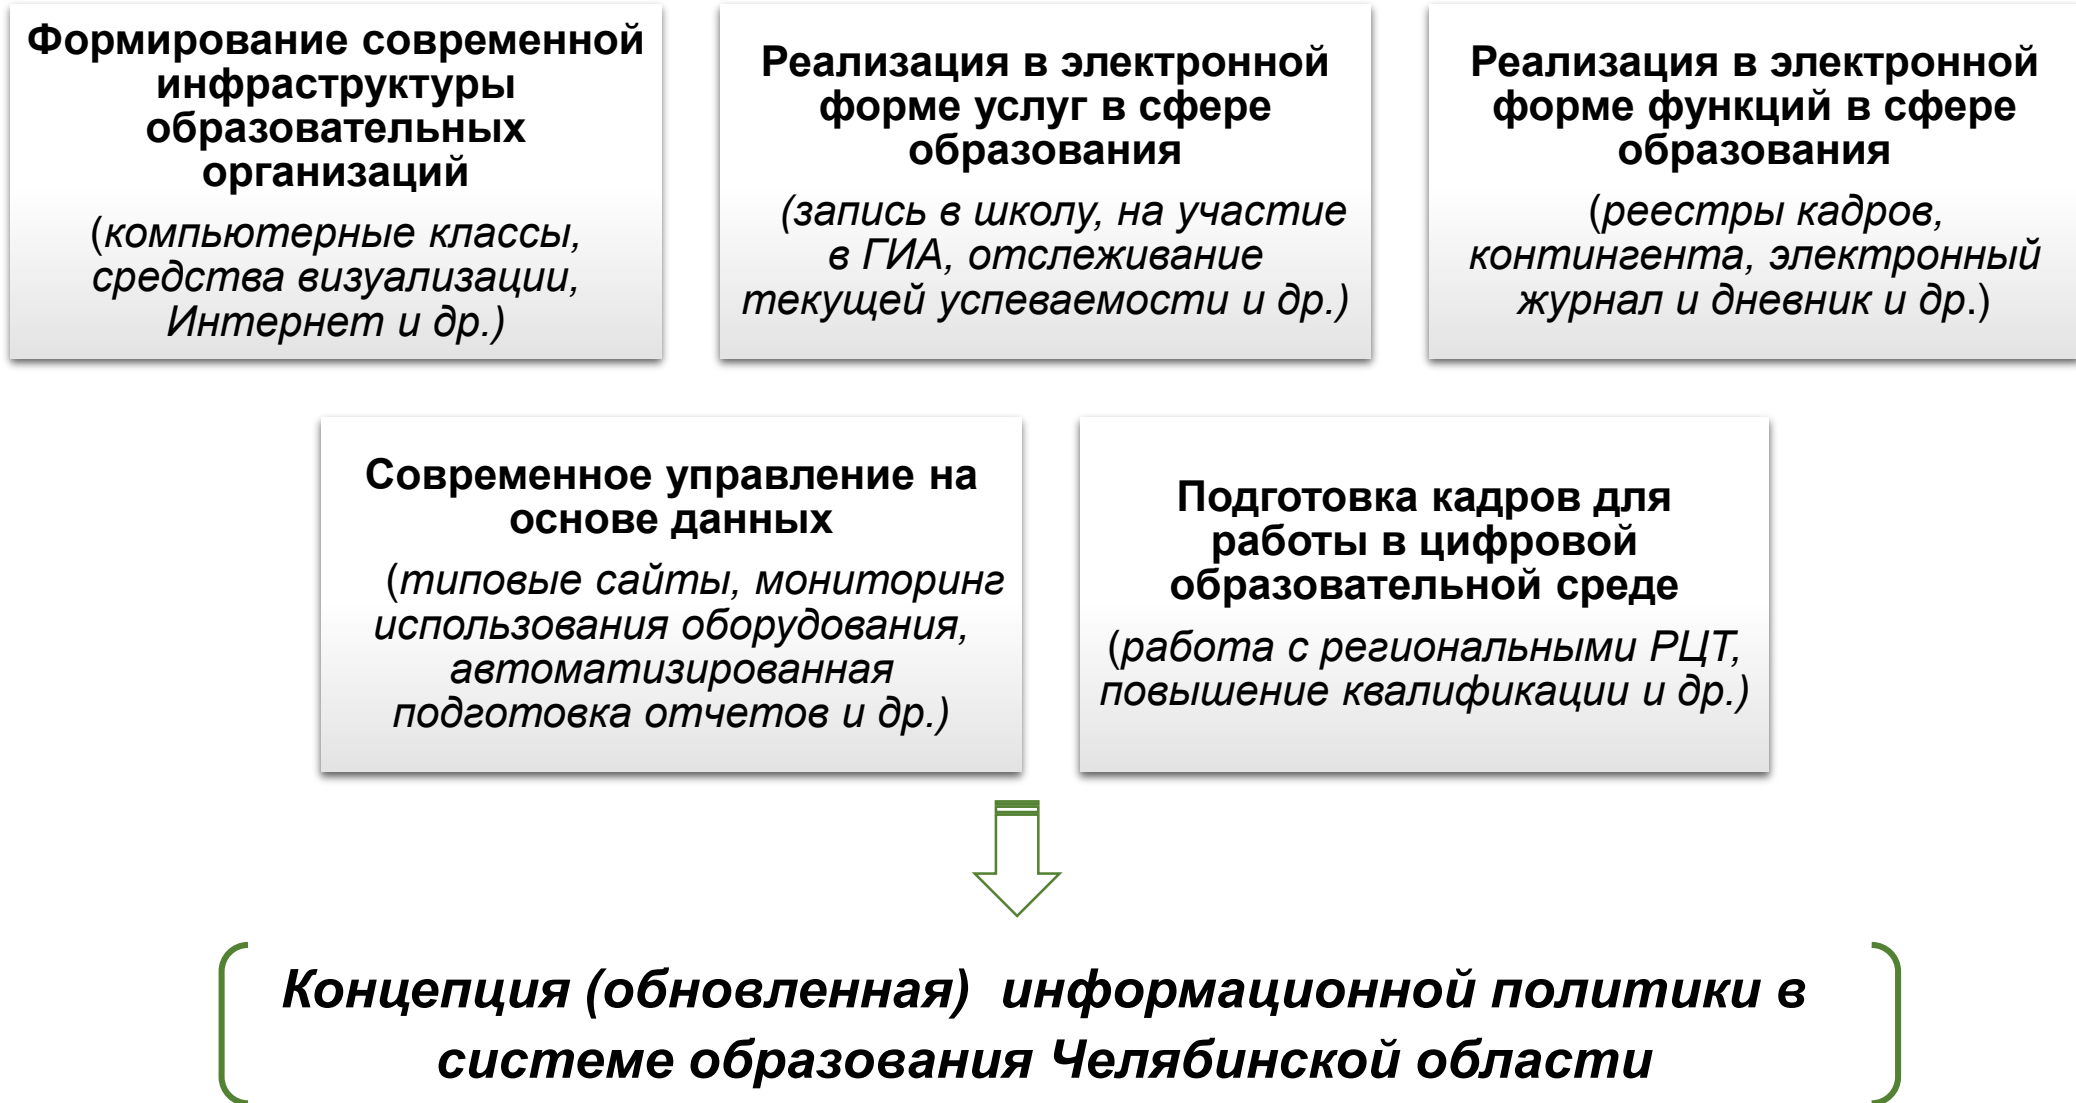 Формирование современной
инфраструктуры
образовательных
организаций
(компьютерные классы,
средства визуализации,
Интернет и др.)
Реализация в электронной
форме услуг в сфере
образования
(запись в школу, на участие
в ГИА, отслеживание
текущей успеваемости и др.)
Реализация в электронной
форме функций в сфере
образования
(реестры кадров,
контингента, электронный
журнал и дневник и др.)
Современное управление на
основе данных
(типовые сайты, мониторинг
использования оборудования,
автоматизированная
подготовка отчетов и др.)
Подготовка кадров для
работы в цифровой
образовательной среде
(работа с региональными РЦТ,
повышение квалификации и др.)
Концепция (обновленная) информационной политики в
системе образования Челябинской области